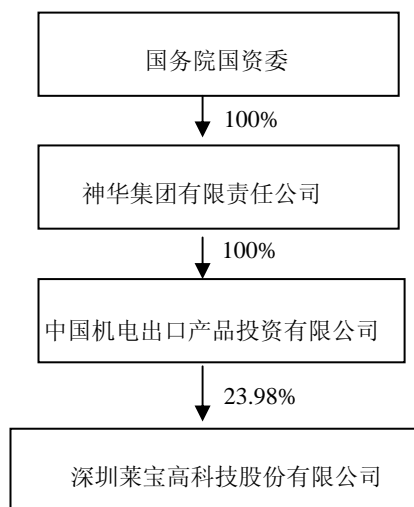 国务院国资委
100%
神华集团有限责任公司
100%
中国机电出口产品投资有限公司
23.98%
深圳莱宝高科技股份有限公司